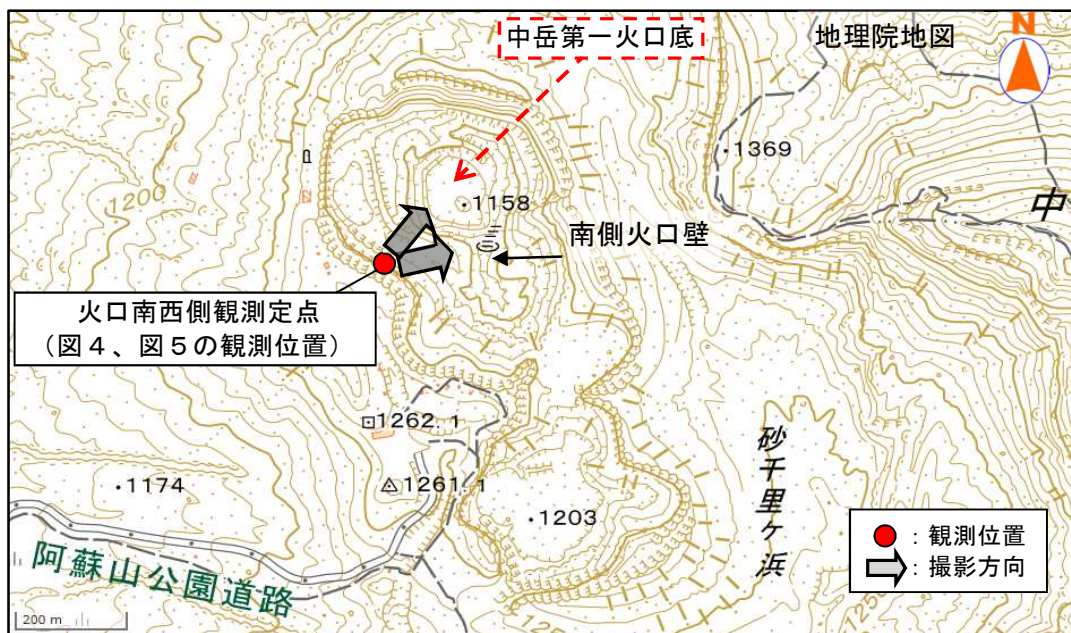 中岳第一火口底
地理院地図
N
1369
1200
1158
中
南側火口壁
火口南西側観測定点
（図４、図５の観測位置）
1262.1
砂千里ヶ浜
1174
1261.1
1203
：観測位置
：撮影方向
阿蘇山公園道路
200 m
1250
125